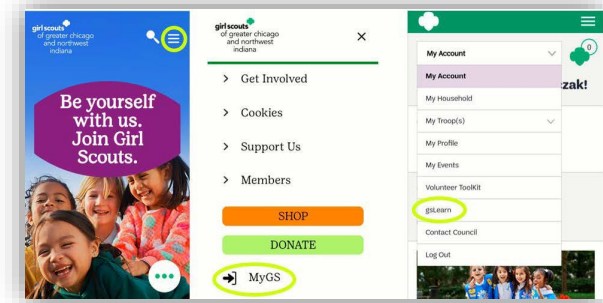 girl scouts
of greater chicago
and northwest
indiana
Be yourself
with us.
Join Girl
Scouts.
girl scouts
of greater chicago
and northwest
indiana
> Get Involved
> Cookies
> Support Us
> Members
SHOP
DONATE
MyGS
0
My Account
My Account
zak!
My Household
My Troop(s)
My Profile
My Events
Volunteer ToolKit
gsLearn
Contact Council
Log Out